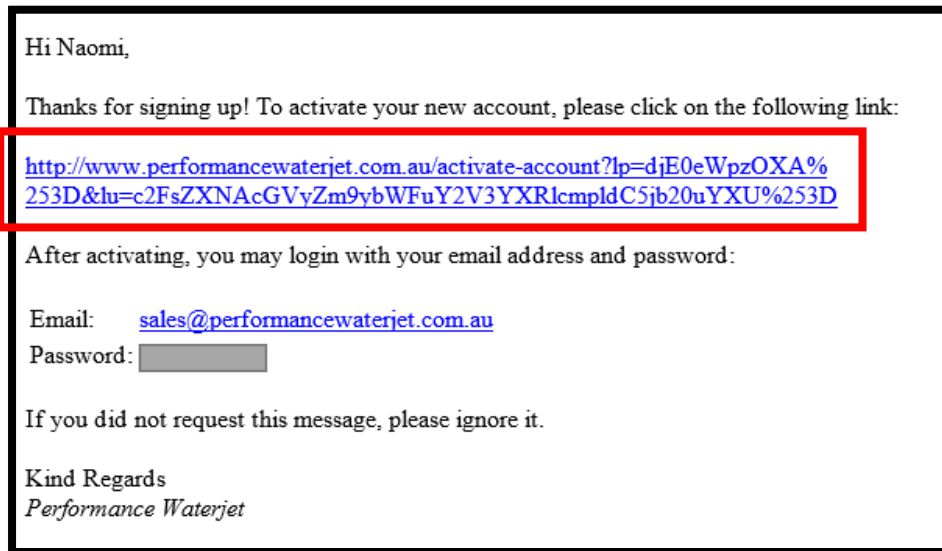 Hi Naomi,
Thanks for signing up! To activate your new account, please click on the following link:
http://www.performancewaterjet.com.au/activate-account?lp=djE0eWpzOXA%
253D&lu=c2FsZXNAcGVyZm9ybWFuY2V3YXRlcmpldC5jb20uYXU%253D
After activating, you may login with your email address and password:
Email: sales@performancewaterjet.com.au
Password:
If you did not request this message, please ignore it.
Kind Regards
Performance Waterjet